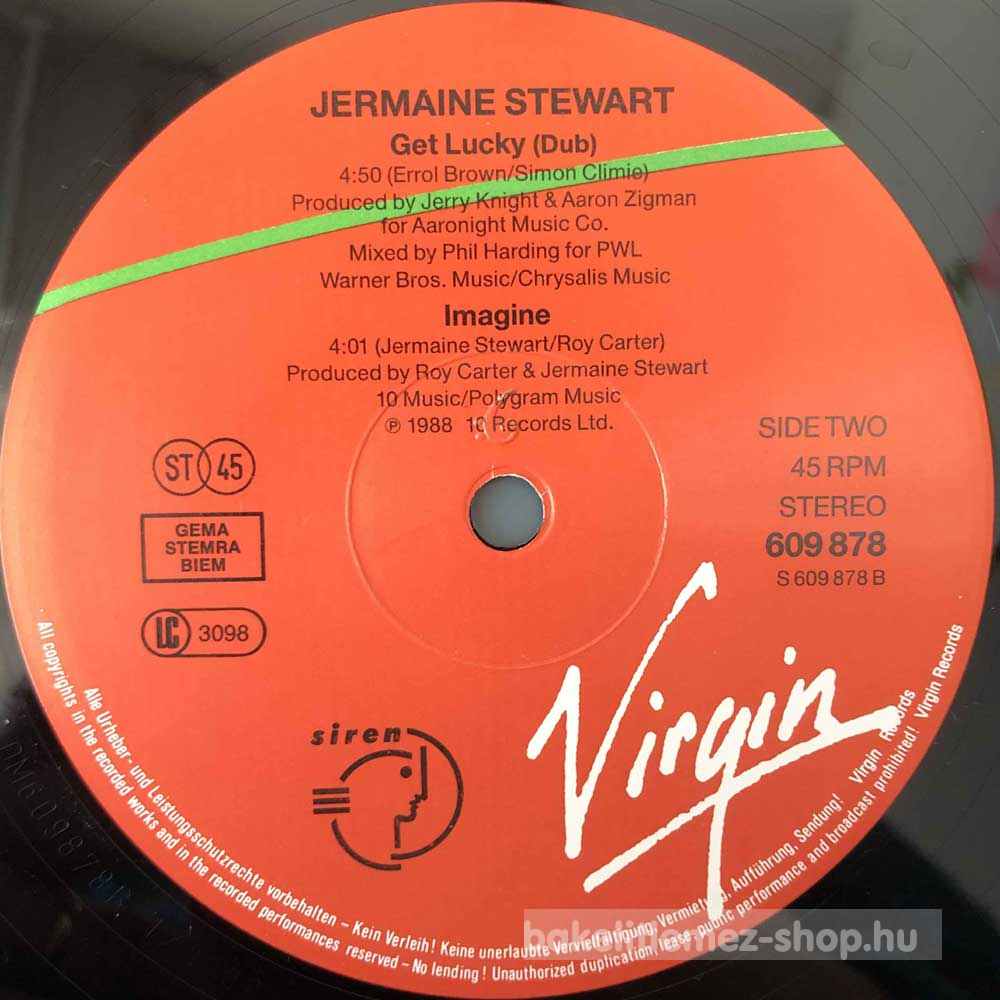 JERMAINE STEWART
Get Lucky (Dub)
4:50 (Errol Brown/Simon Climie)
Produced by Jerry Knight & Aaron Zigman
for Aaronight Music Co.
Mixed by Phil Harding for PWL
Warner Bros. Music/Chrysalis Music
Imagine
4:01 (Jermaine Stewart/Roy Carter)
Produced by Roy Carter & Jermaine Stewart
10 Music/Polygram Music
℗ 1988 10 Records Ltd.
SIDE TWO
45 RPM
STEREO
609 878
S 609 878 B
ST 45
GEMA
STEMRA
BIEM
LC 3098
siren
Virgin
Alle Urheber- und Leistungsschutzrechte vorbehalten – Kein Verleih! Keine unerlaubte Vervielfältigung, Vermietung, Aufführung, Sendung! Virgin Records
All copyrights in the recorded works and in the recorded performances reserved – No lending! Unauthorized duplication, lease, public performance and broadcast prohibited! Virgin Records
-shop.hu